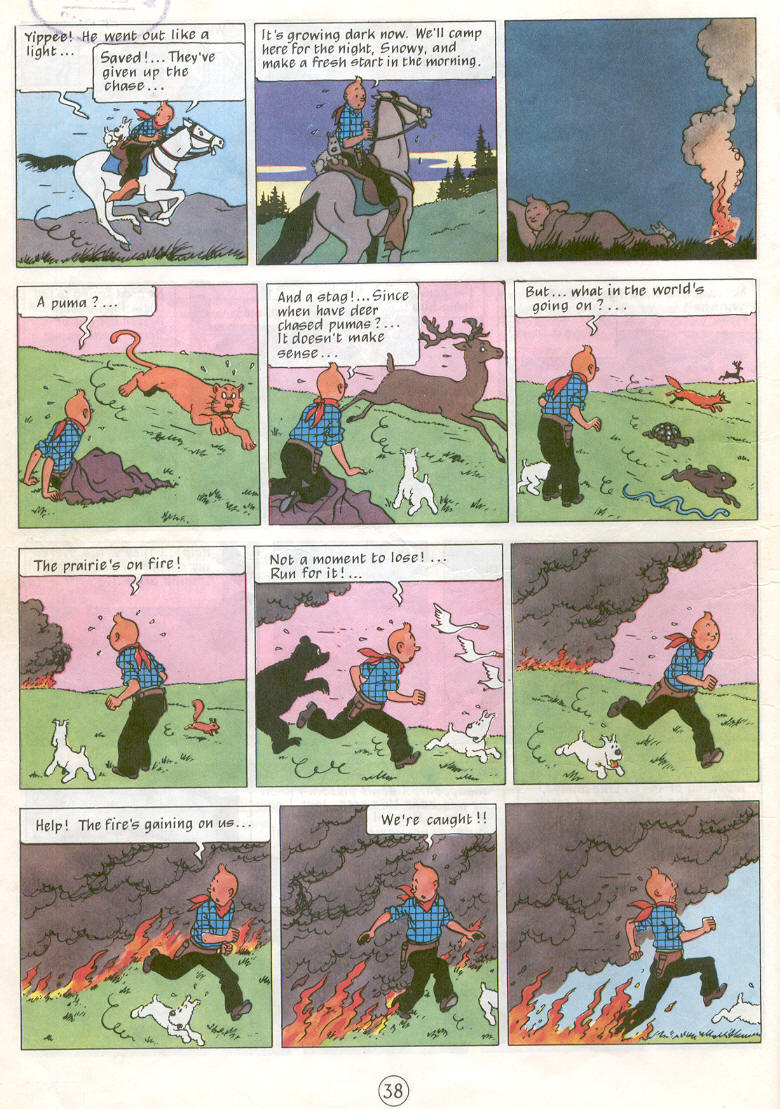 Yippee! He went out like a
light...
Saved!... They've
given up the
chase...
It's growing dark now. We'll camp
here for the night, Snowy, and
make a fresh start in the morning.
A puma?...
And a stag!... Since
when have deer
chased pumas?...
It doesn't make
sense...
But... what in the world's
going on?...
The prairie's on fire!
Not a moment to lose!...
Run for it!...
Help! The fire's gaining on us...
We're caught!!
38